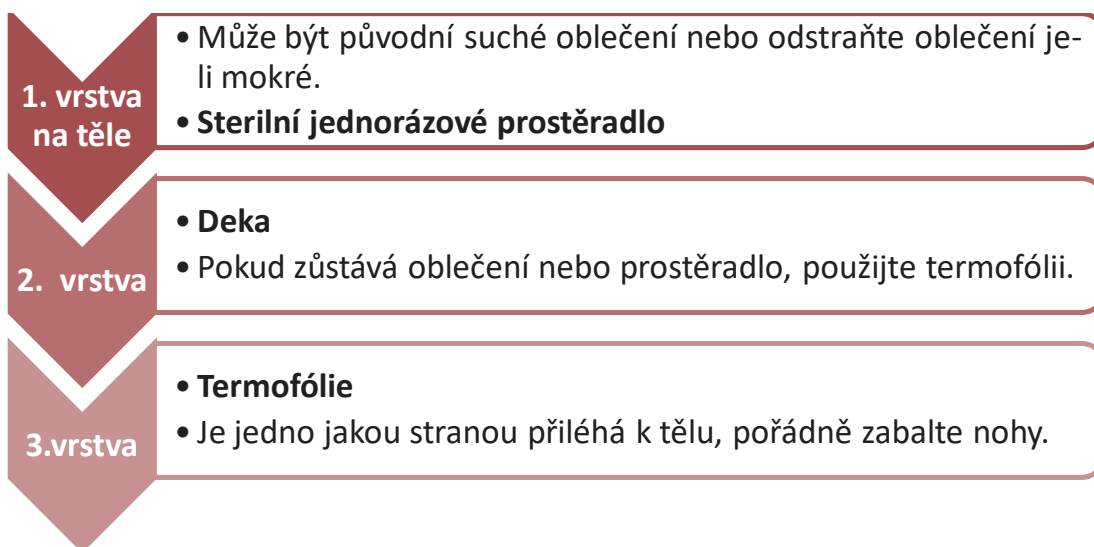 1. vrstva
na těle
• Může být původní suché oblečení nebo odstraňte oblečení je-
li mokré.
• Sterilní jednorázové prostěradlo
2. vrstva
• Deka
• Pokud zůstává oblečení nebo prostěradlo, použijte termofólii.
3.vrstva
• Termofólie
• Je jedno jakou stranou přiléhá k tělu, pořádně zabalte nohy.